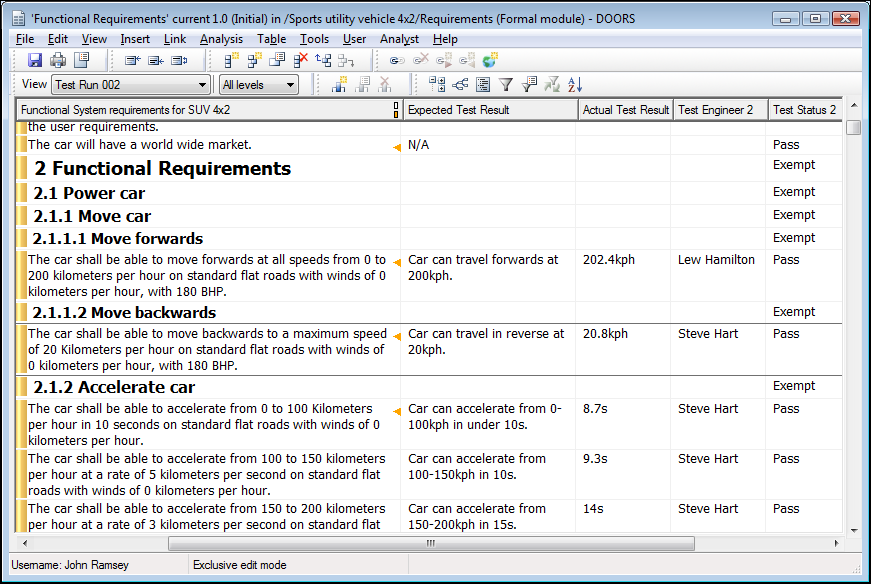 'Functional Requirements' current 1.0 (Initial) in /Sports utility vehicle 4x2/Requirements (Formal module) - DOORS
File Edit View Insert Link Analysis Table Tools User Analyst Help
View Test Run 002 All levels
Functional System requirements for SUV 4x2 Expected Test Result Actual Test Result Test Engineer 2 Test Status 2
the user requirements.
The car will have a world wide market. N/A Pass
2 Functional Requirements Exempt
2.1 Power car Exempt
2.1.1 Move car Exempt
2.1.1.1 Move forwards Exempt
The car shall be able to move forwards at all speeds from 0 to Car can travel forwards at 202.4kph Lew Hamilton Pass
200 kilometers per hour on standard flat roads with winds of 0 200kph.
kilometers per hour, with 180 BHP.
2.1.1.2 Move backwards Exempt
The car shall be able to move backwards to a maximum speed Car can travel in reverse at 20.8kph Steve Hart Pass
of 20 Kilometers per hour on standard flat roads with winds of 20kph.
0 kilometers per hour, with 180 BHP.
2.1.2 Accelerate car Exempt
The car shall be able to accelerate from 0 to 100 Kilometers Car can accelerate from 0- 8.7s Steve Hart Pass
per hour in 10 seconds on standard flat roads with winds of 0 100kph in under 10s.
kilometers per hour.
The car shall be able to accelerate from 100 to 150 kilometers Car can accelerate from 9.3s Steve Hart Pass
per hour at a rate of 5 kilometers per second on standard flat 100-150kph in 10s.
roads with winds of 0 kilometers per hour.
The car shall be able to accelerate from 150 to 200 kilometers Car can accelerate from 14s Steve Hart Pass
per hour at a rate of 3 kilometers per second on standard flat 150-200kph in 15s.
Username: John Ramsey Exclusive edit mode